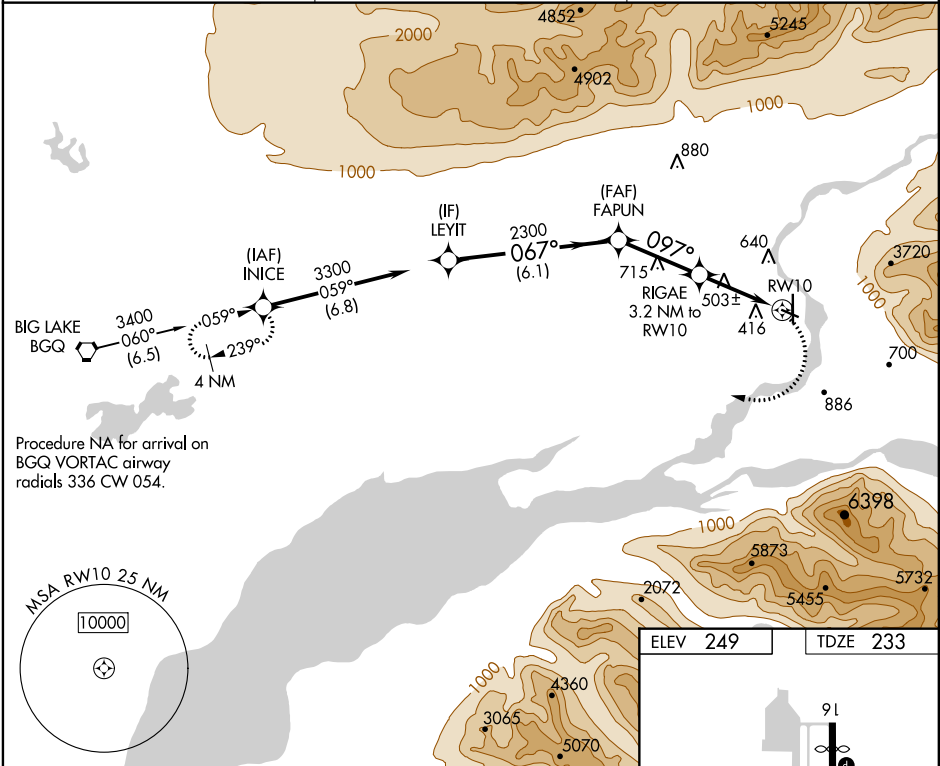 4852
5245
2000
4902
1000
1000
880
(FAF)
FAPUN
(IF)
LEYIT
2300
067°
(6.1)
097°
(IAF)
INICE
3300
059°
(6.8)
715
640
3720
RIGAE
3.2 NM to
RW10
503±
RW10
416
1000
BIG LAKE
BGQ
3400
060°
(6.5)
059°
239°
4 NM
700
886
Procedure NA for arrival on
BGQ VORTAC airway
radials 336 CW 054.
6398
1000
5873
5732
5455
2072
MSA RW10 25 NM
10000
ELEV 249
TDZE 233
1000
4360
3065
5070
16
P